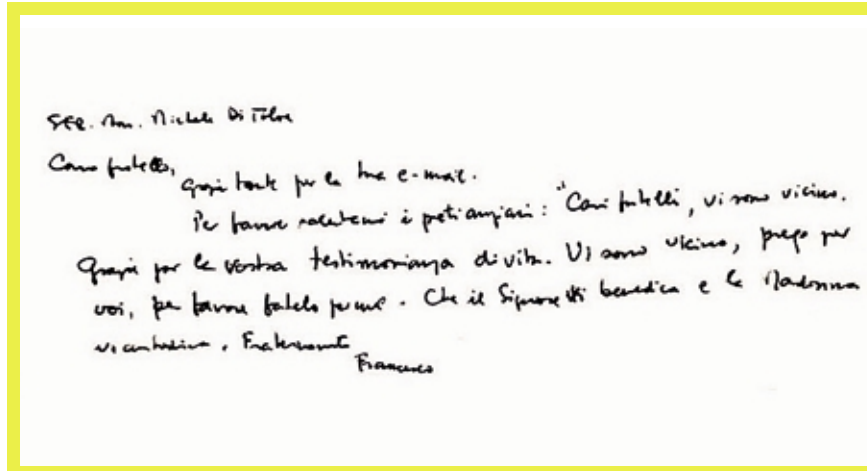 S.E.R. Mons. Michele Di Tolve
Caro fratello,
grazie tante per la tua e-mail.
Per favore salutami i preti anziani: "Cari fratelli, vi sono vicino.
Grazie per la vostra testimonianza di vita. Vi sono vicino, prego per
voi, per favore fatelo per me. Che il Signore vi benedica e la Madonna
vi custodisca. Fraternamente
Francesco